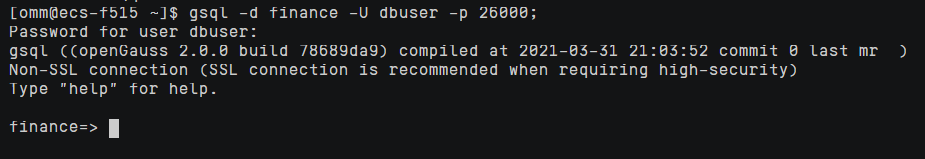 [omm@ecs-f515 ~]$ gsql -d finance -U dbuser -p 26000;
Password for user dbuser:
gsql ((openGauss 2.0.0 build 78689da9) compiled at 2021-03-31 21:03:52 commit 0 last mr  )
Non-SSL connection (SSL connection is recommended when requiring high-security)
Type "help" for help.

finance=>